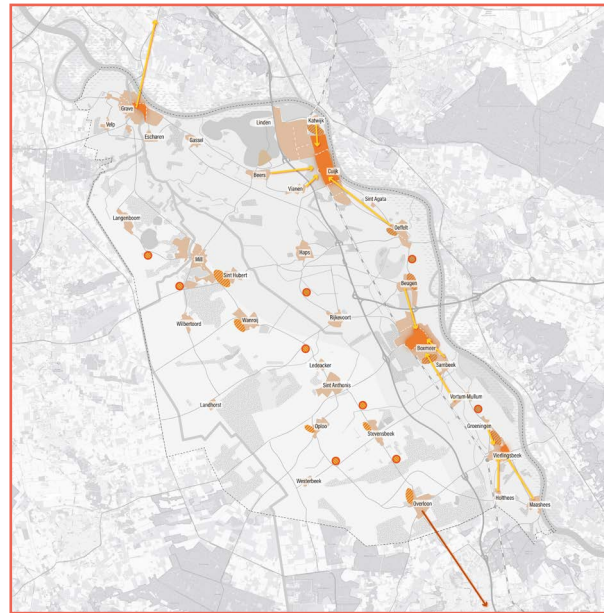 Grave
Velp
Escharen
Gassel
Linden
Katwijk
Beers
Cuijk
Vianen
Sint Agata
Langenboom
Oeffelt
Mill
Haps
Sint Hubert
Beugen
Wilbertoord
Wanroij
Rijkevoort
Boxmeer
Ledeacker
Sambeek
Sint Anthonis
Landhorst
Vortum-Mullum
Oploo
Stevensbeek
Groeningen
Vierlingsbeek
Westerbeek
Overloon
Holthees
Maashees